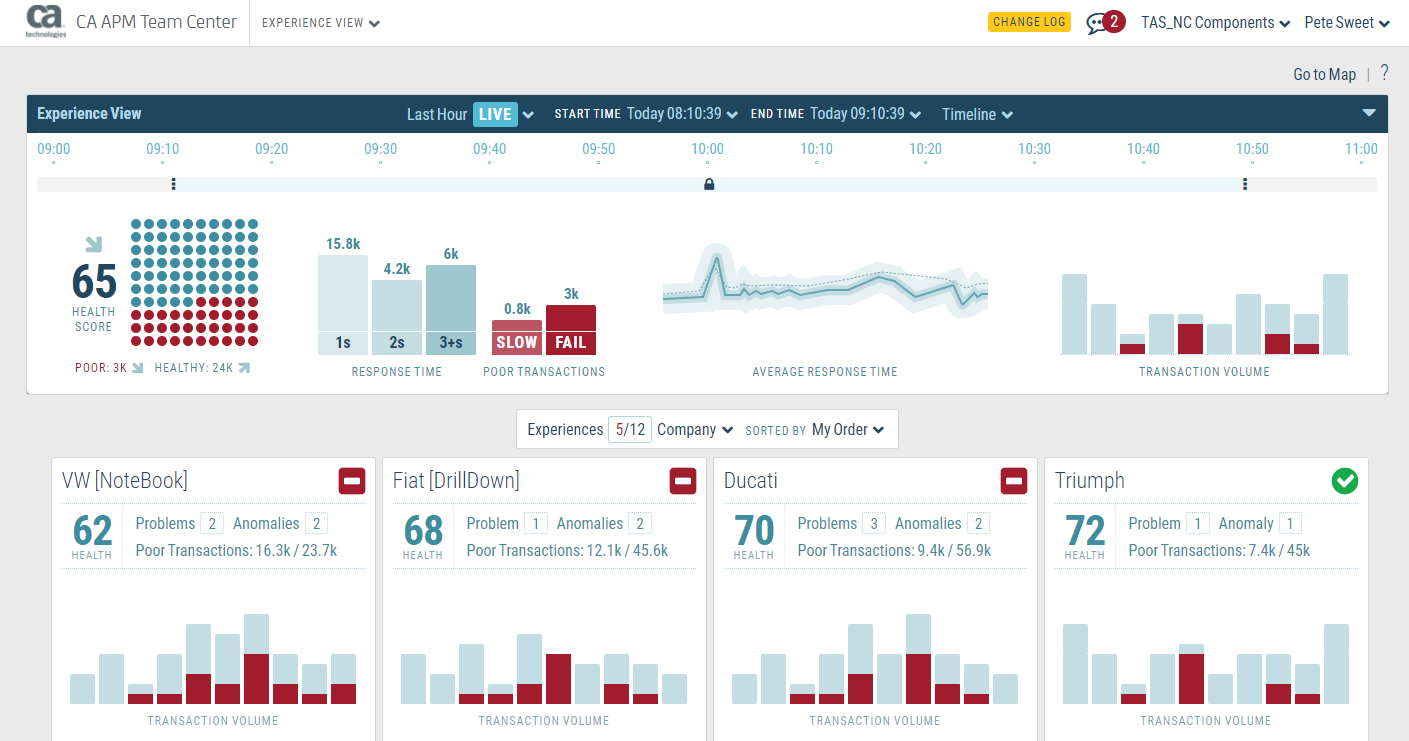 ca technologies CA APM Team Center EXPERIENCE VIEW CHANGE LOG 2 TAS_NC Components Pete Sweet
Go to Map | ?
Experience View Last Hour LIVE START TIME Today 08:10:39 END TIME Today 09:10:39 Timeline
09:00 09:10 09:20 09:30 09:40 09:50 10:00 10:10 10:20 10:30 10:40 10:50 11:00
65
HEALTH
SCORE
POOR: 3K HEALTHY: 24K
15.8k 4.2k 6k 0.8k 3k
1s 2s 3+s SLOW FAIL
RESPONSE TIME POOR TRANSACTIONS AVERAGE RESPONSE TIME TRANSACTION VOLUME
Experiences 5/12 Company SORTED BY My Order
VW [NoteBook]
62
HEALTH
Problems 2 Anomalies 2
Poor Transactions: 16.3k / 23.7k
TRANSACTION VOLUME
Fiat [DrillDown]
68
HEALTH
Problem 1 Anomalies 2
Poor Transactions: 12.1k / 45.6k
TRANSACTION VOLUME
Ducati
70
HEALTH
Problems 3 Anomalies 2
Poor Transactions: 9.4k / 56.9k
TRANSACTION VOLUME
Triumph
72
HEALTH
Problem 1 Anomaly 1
Poor Transactions: 7.4k / 45k
TRANSACTION VOLUME